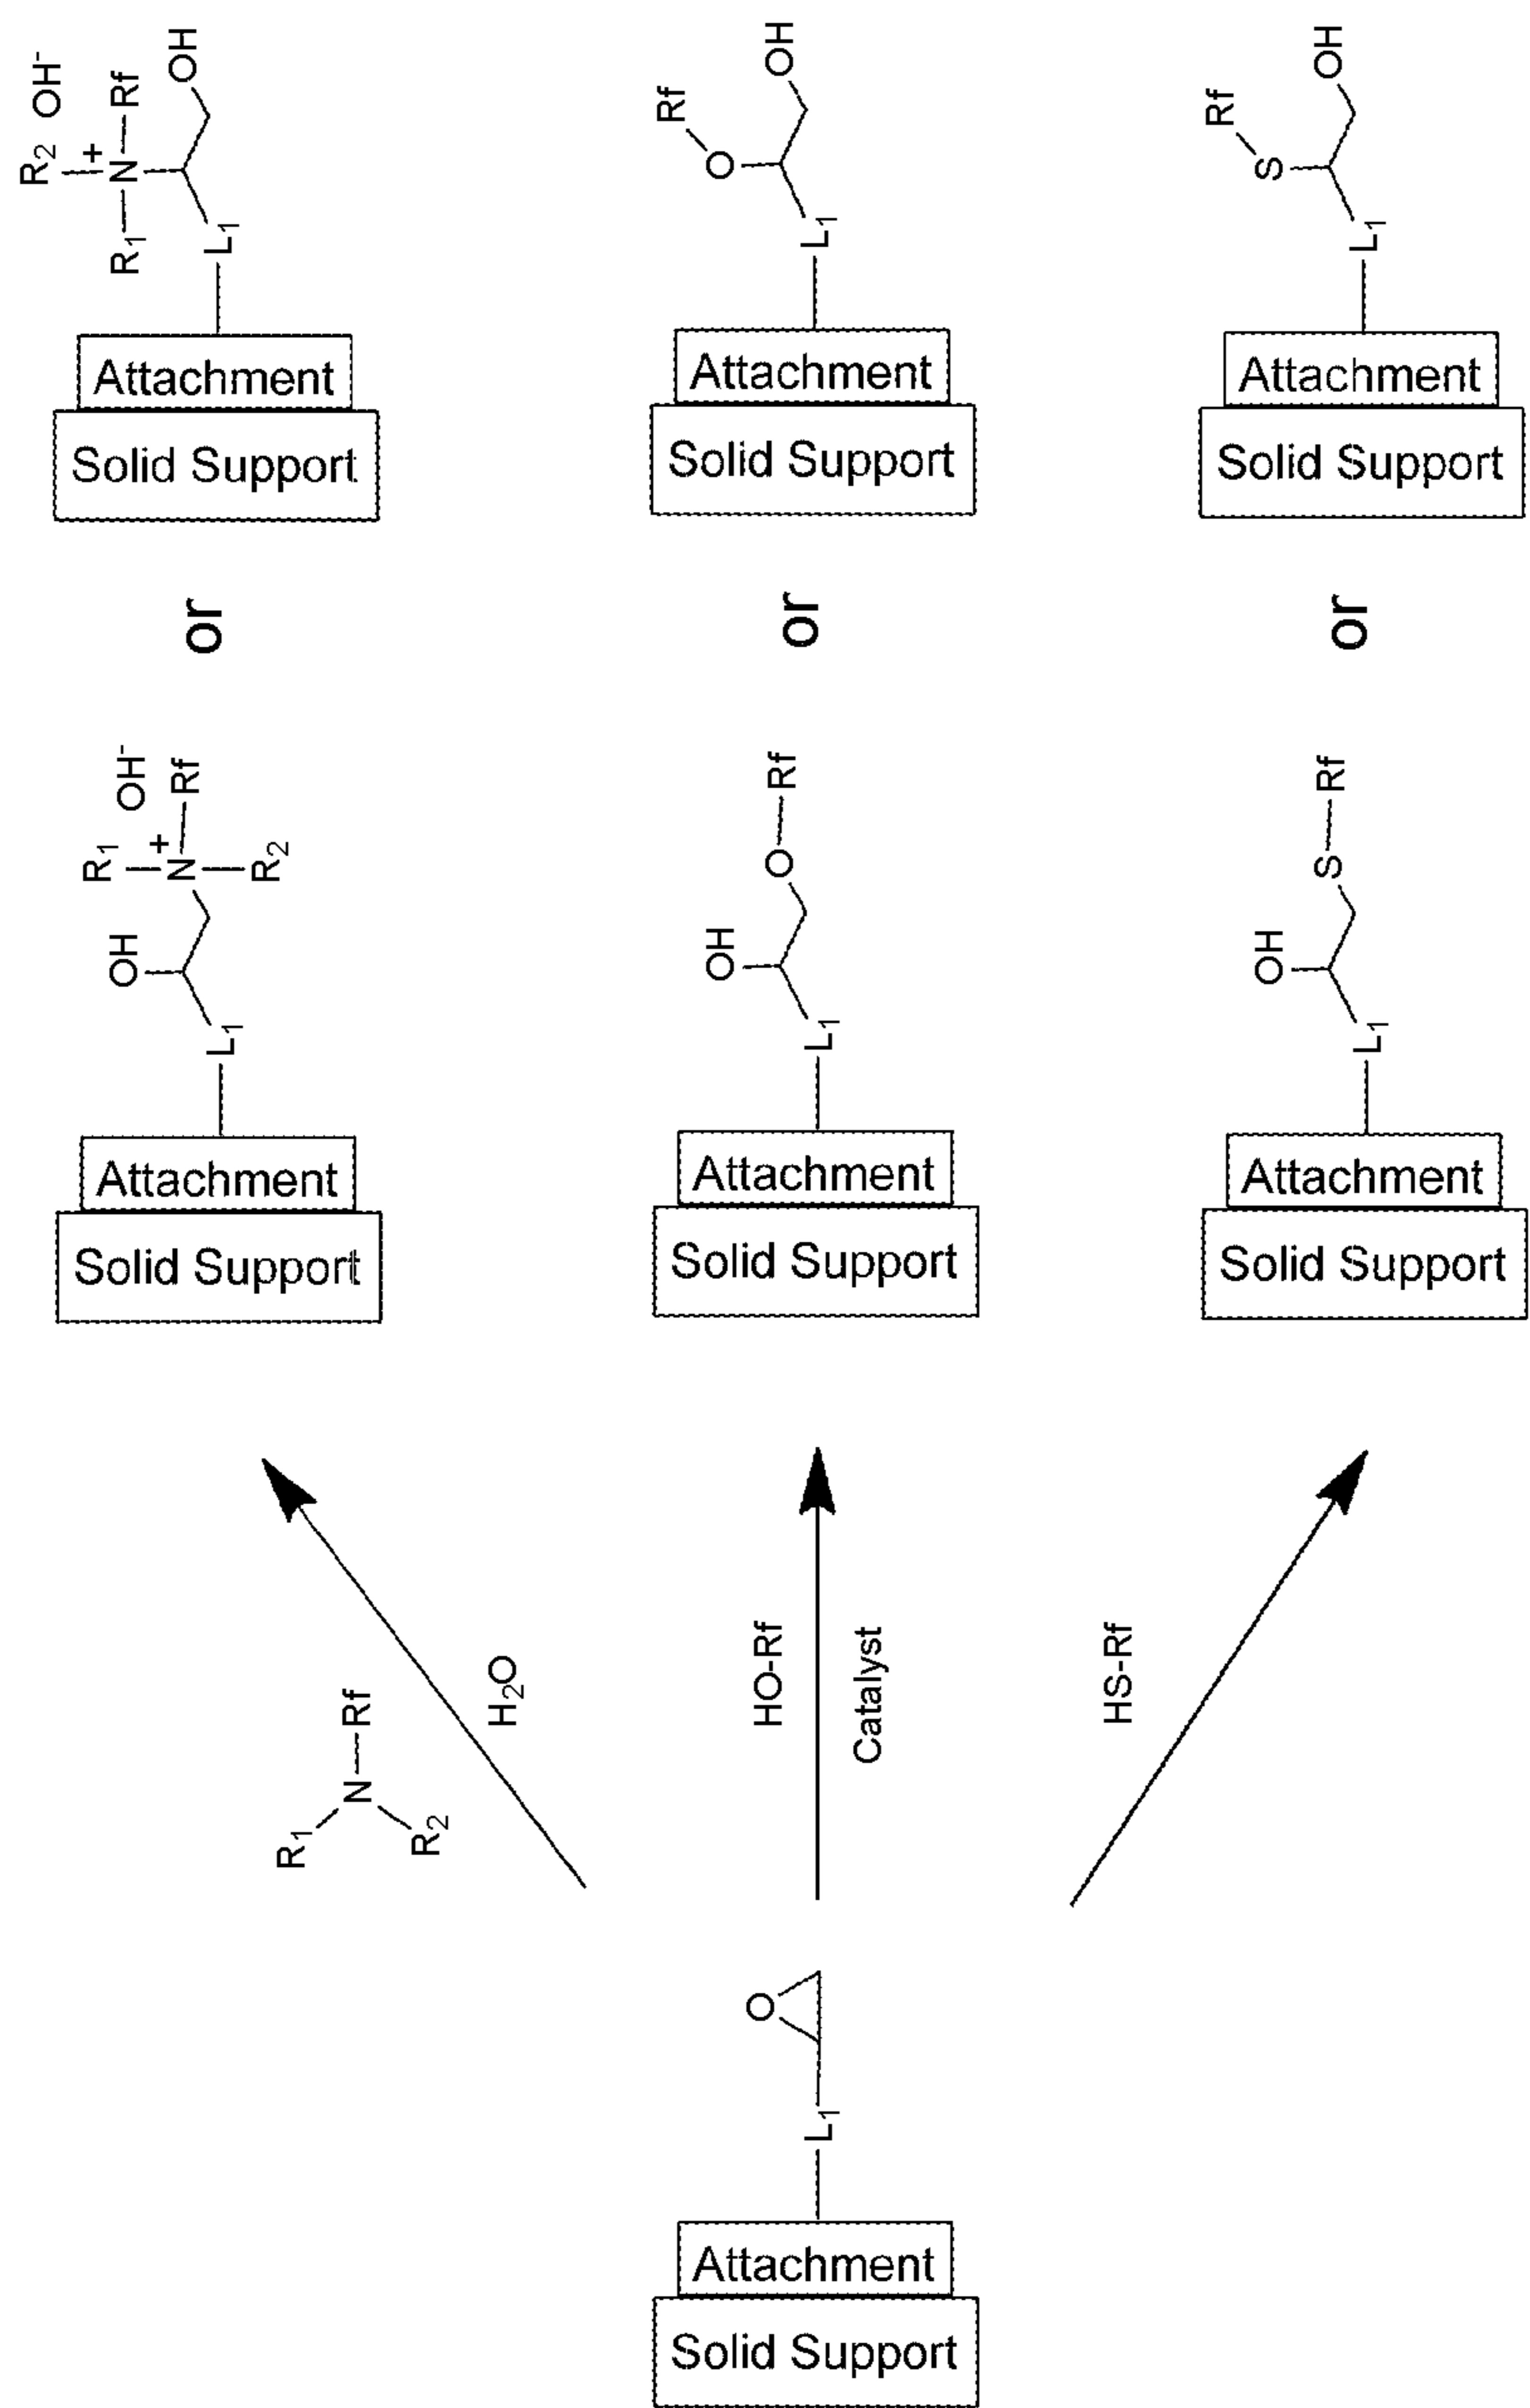 Solid Support
Attachment
L₁
O
R₁
N—Rf
R₂
H₂O
HO-Rf
Catalyst
HS-Rf
Solid Support
Attachment
L₁
OH
R₁ OH⁻
N⁺—Rf
R₂
or
Solid Support
Attachment
L₁
R₂ OH⁻
R₁—N⁺—Rf
OH
Solid Support
Attachment
L₁
OH
O—Rf
or
Solid Support
Attachment
L₁
O
Rf
OH
Solid Support
Attachment
L₁
OH
S—Rf
or
Solid Support
Attachment
L₁
S
Rf
OH